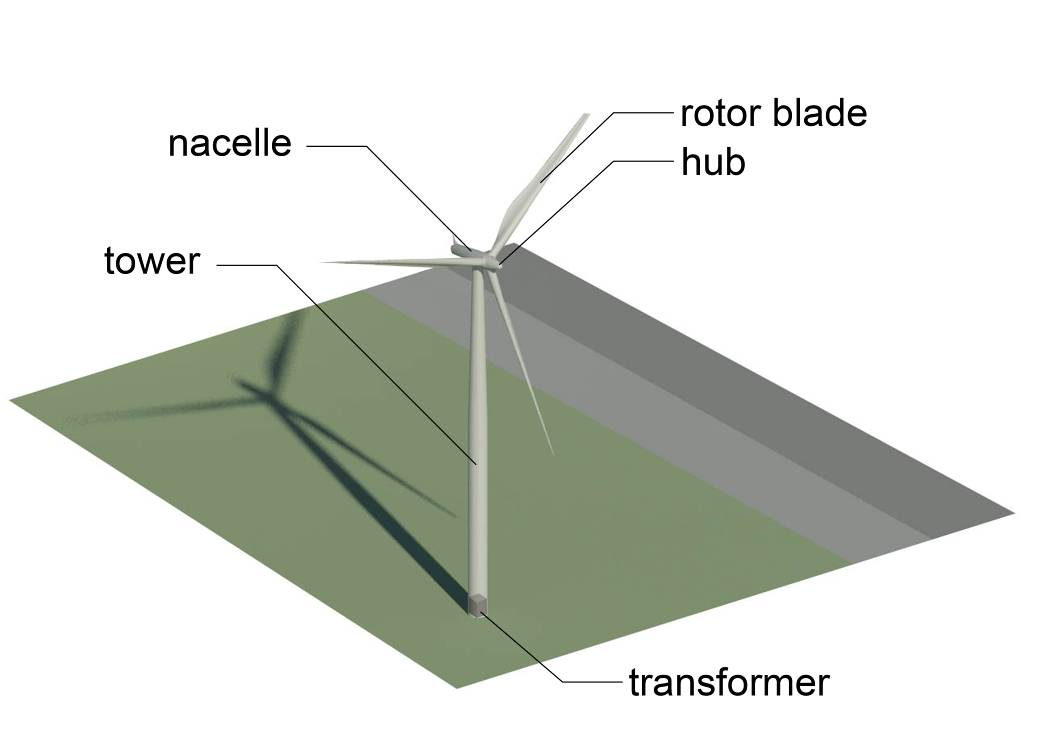 rotor blade
nacelle
hub
tower
transformer